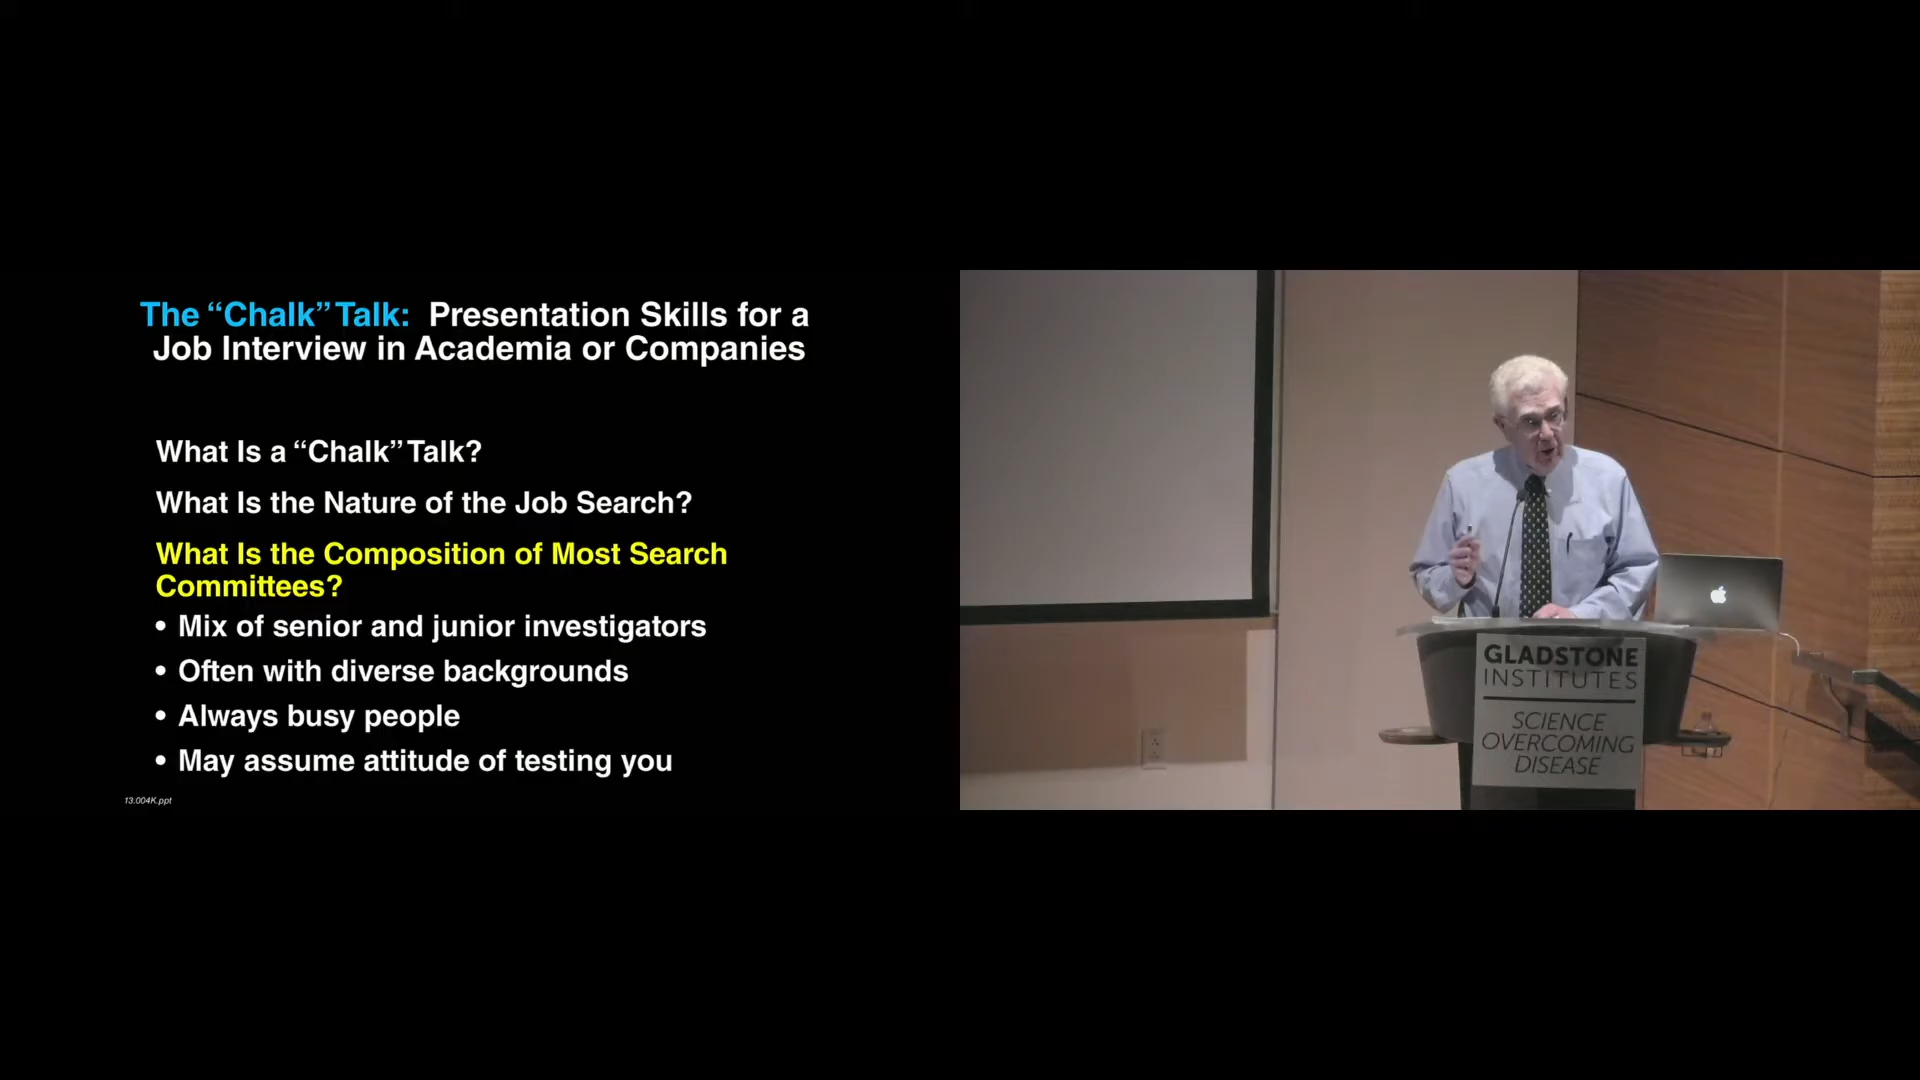 The “Chalk” Talk: Presentation Skills for a
Job Interview in Academia or Companies
What Is a “Chalk” Talk?
What Is the Nature of the Job Search?
What Is the Composition of Most Search
Committees?
• Mix of senior and junior investigators
• Often with diverse backgrounds
• Always busy people
• May assume attitude of testing you
13.004K.ppt
GLADSTONE
INSTITUTES
SCIENCE
OVERCOMING
DISEASE